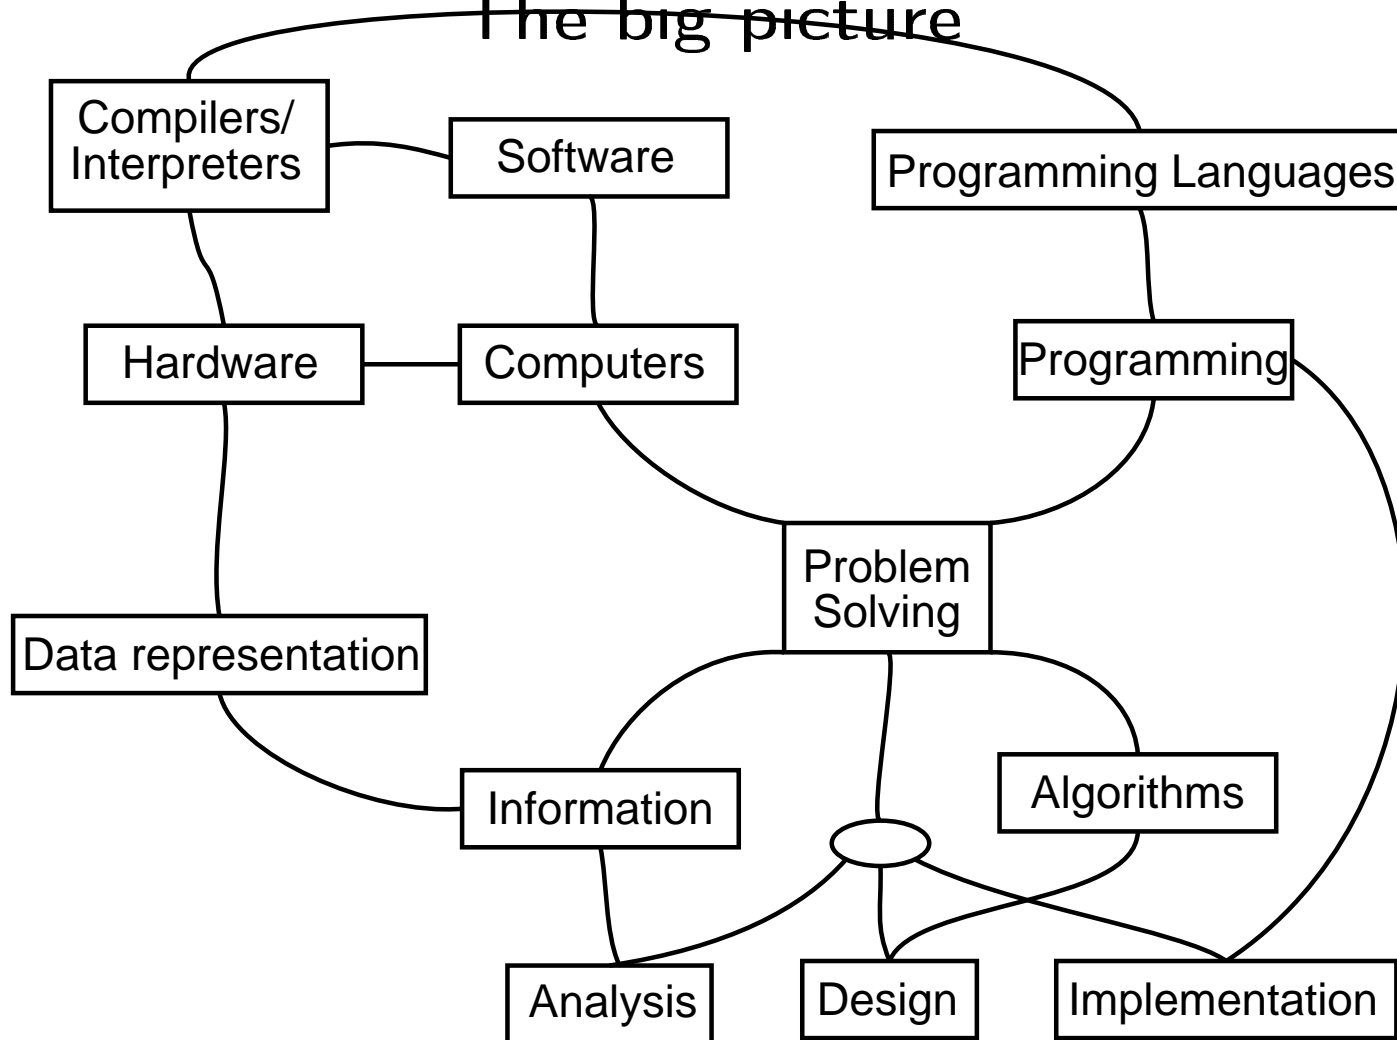 The big picture
Compilers/
Interpreters
Software
Programming Languages
Hardware
Computers
Programming
Problem
Solving
Data representation
Information
Algorithms
Analysis
Design
Implementation